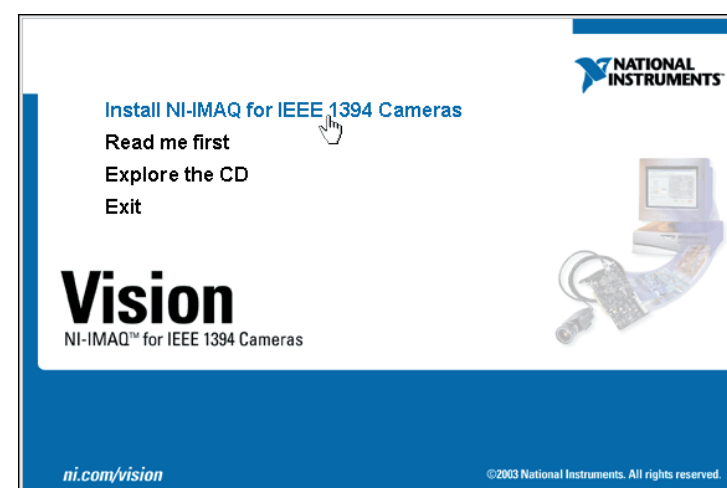 NATIONAL
INSTRUMENTS™
Install NI-IMAQ for IEEE 1394 Cameras
Read me first
Explore the CD
Exit
Vision
NI-IMAQ™ for IEEE 1394 Cameras
ni.com/vision
©2003 National Instruments. All rights reserved.